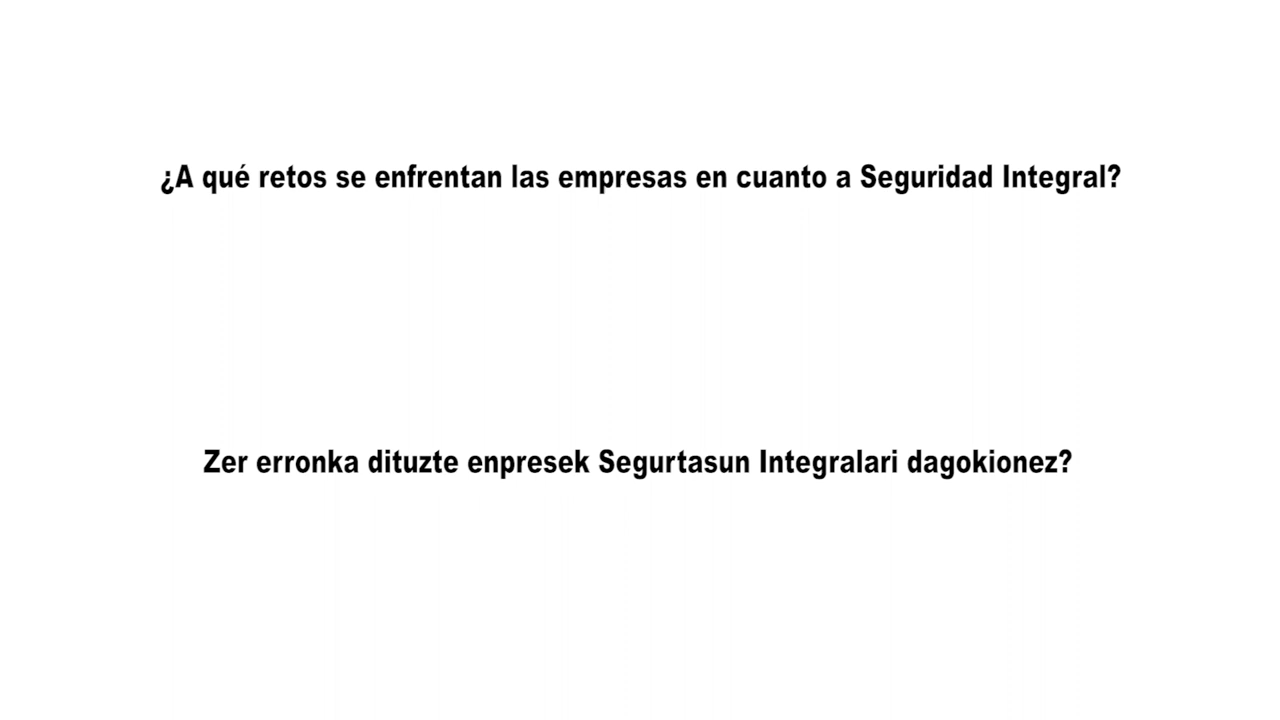 ¿A qué retos se enfrentan las empresas en cuanto a Seguridad Integral?
Zer erronka dituzte enpresek Segurtasun Integralari dagokionez?